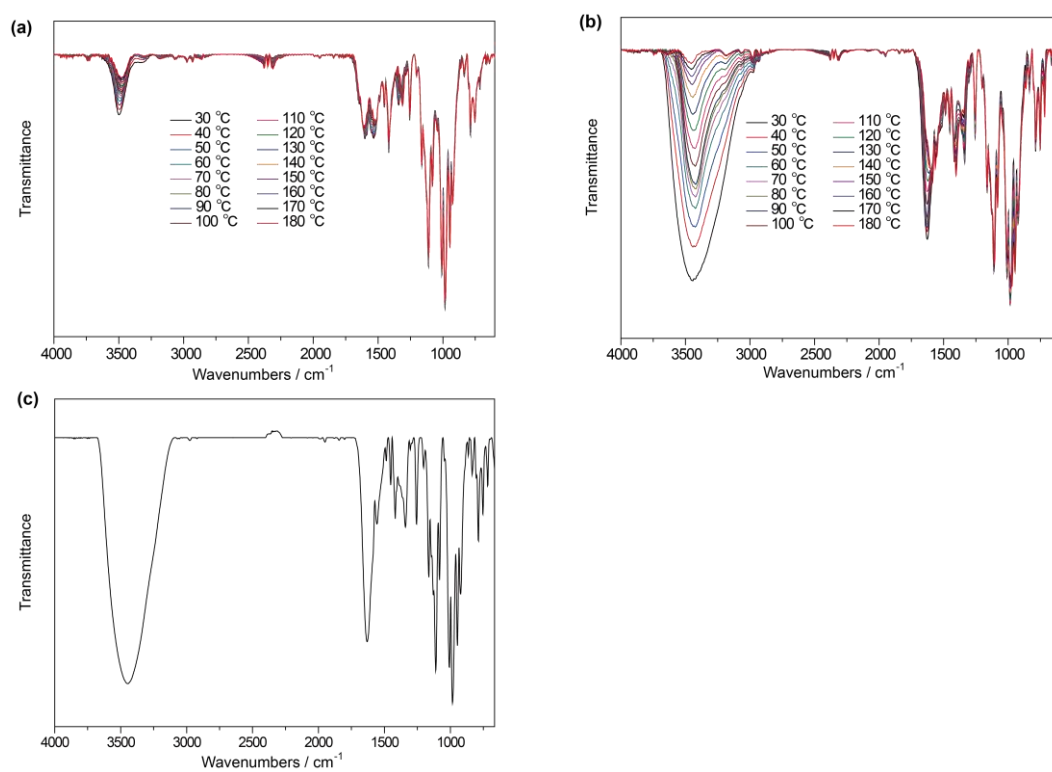 (a)
Transmittance
30 °C
40 °C
50 °C
60 °C
70 °C
80 °C
90 °C
100 °C
110 °C
120 °C
130 °C
140 °C
150 °C
160 °C
170 °C
180 °C
4000 3500 3000 2500 2000 1500 1000
Wavenumbers / cm⁻¹
(b)
Transmittance
30 °C
40 °C
50 °C
60 °C
70 °C
80 °C
90 °C
100 °C
110 °C
120 °C
130 °C
140 °C
150 °C
160 °C
170 °C
180 °C
4000 3500 3000 2500 2000 1500 1000
Wavenumbers / cm⁻¹
(c)
Transmittance
4000 3500 3000 2500 2000 1500 1000
Wavenumbers / cm⁻¹